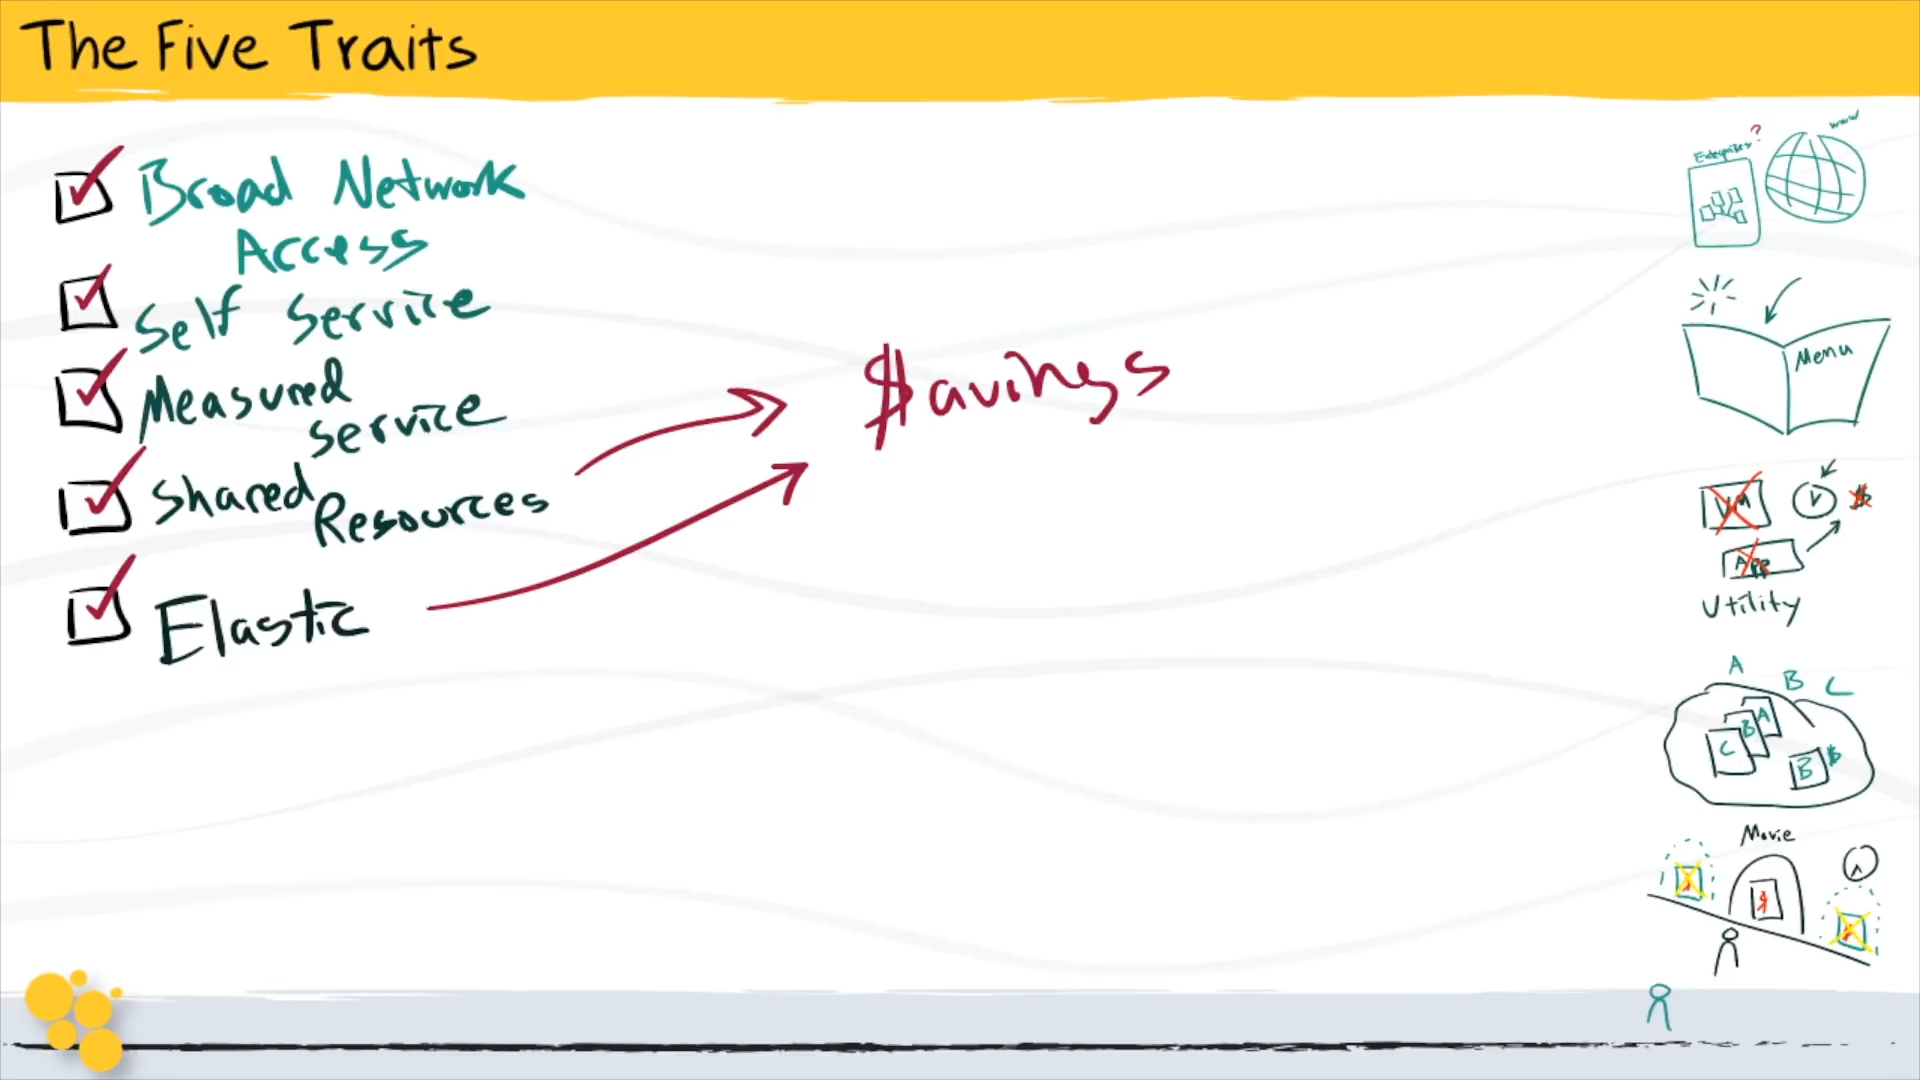 The Five Traits
Broad Network
Access
Self Service
Measured
Service
Shared
Resources
Elastic
$avings
Enterprises?
www
Menu
VM
V $
App
Utility
A B C
A
B
C
B $
Movie